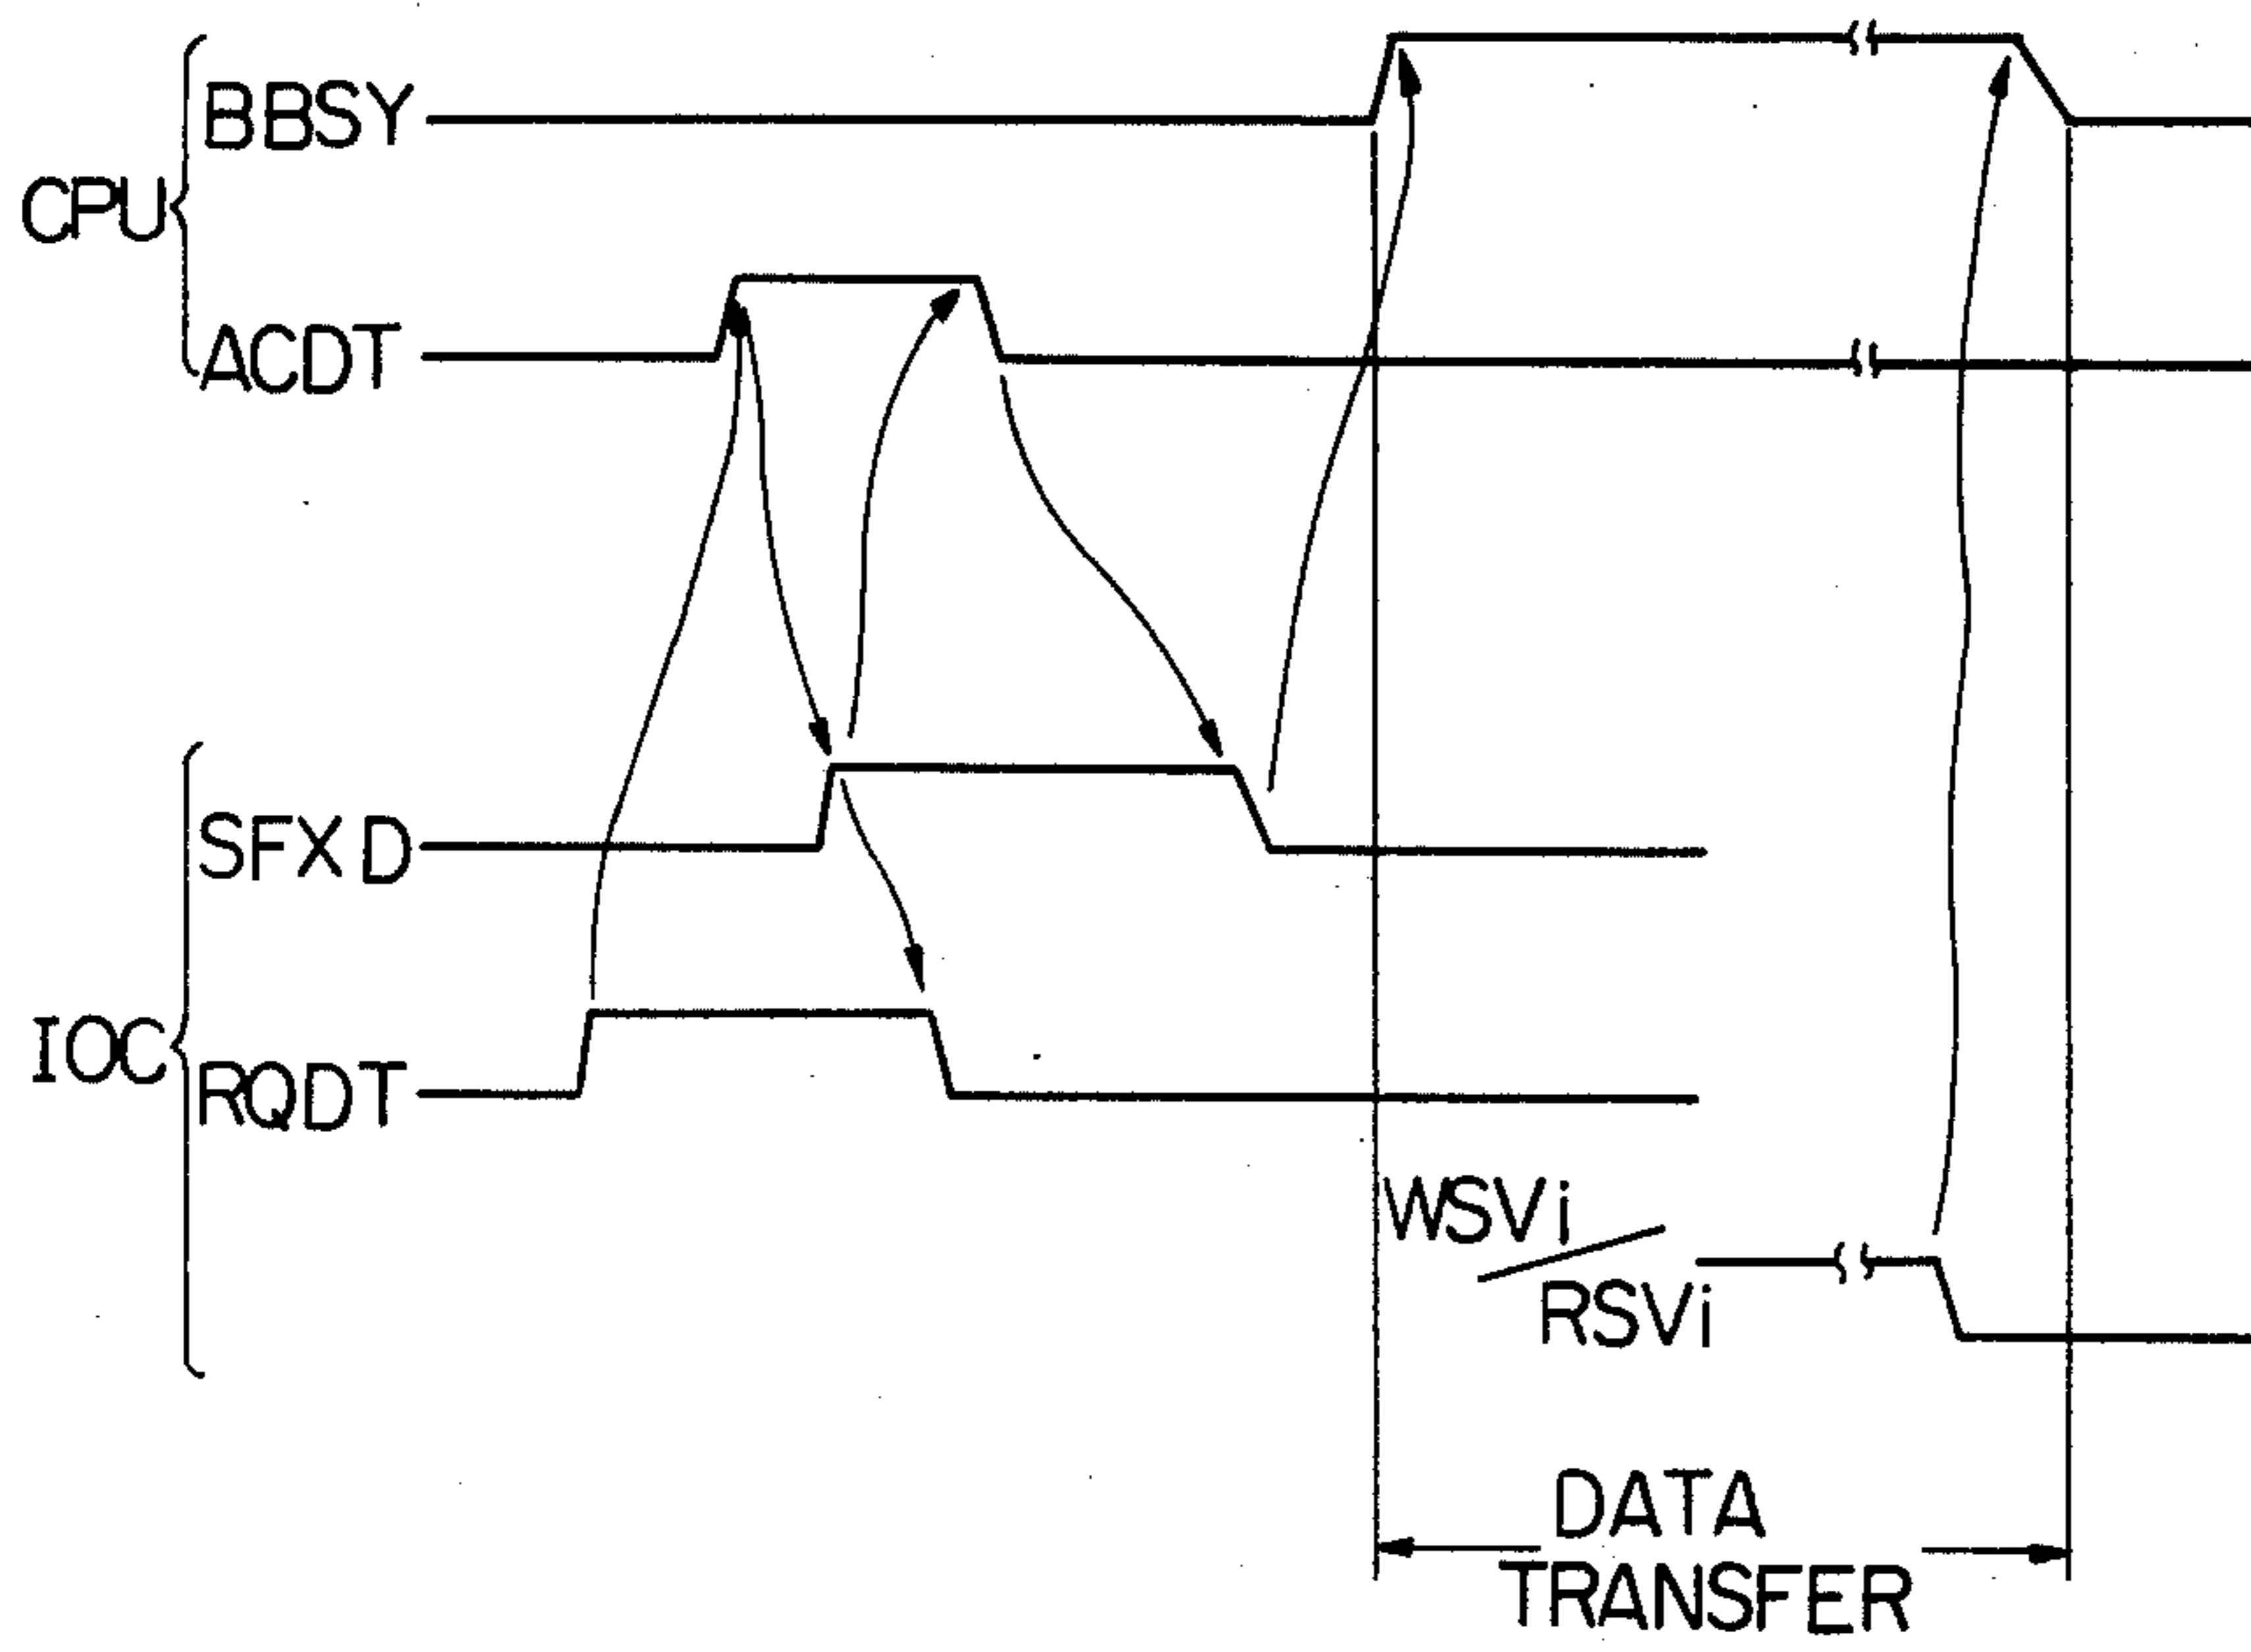 BBSY
CPU
ACDT
SFXD
IOC
RQDT
WSVi
RSVi
DATA
TRANSFER